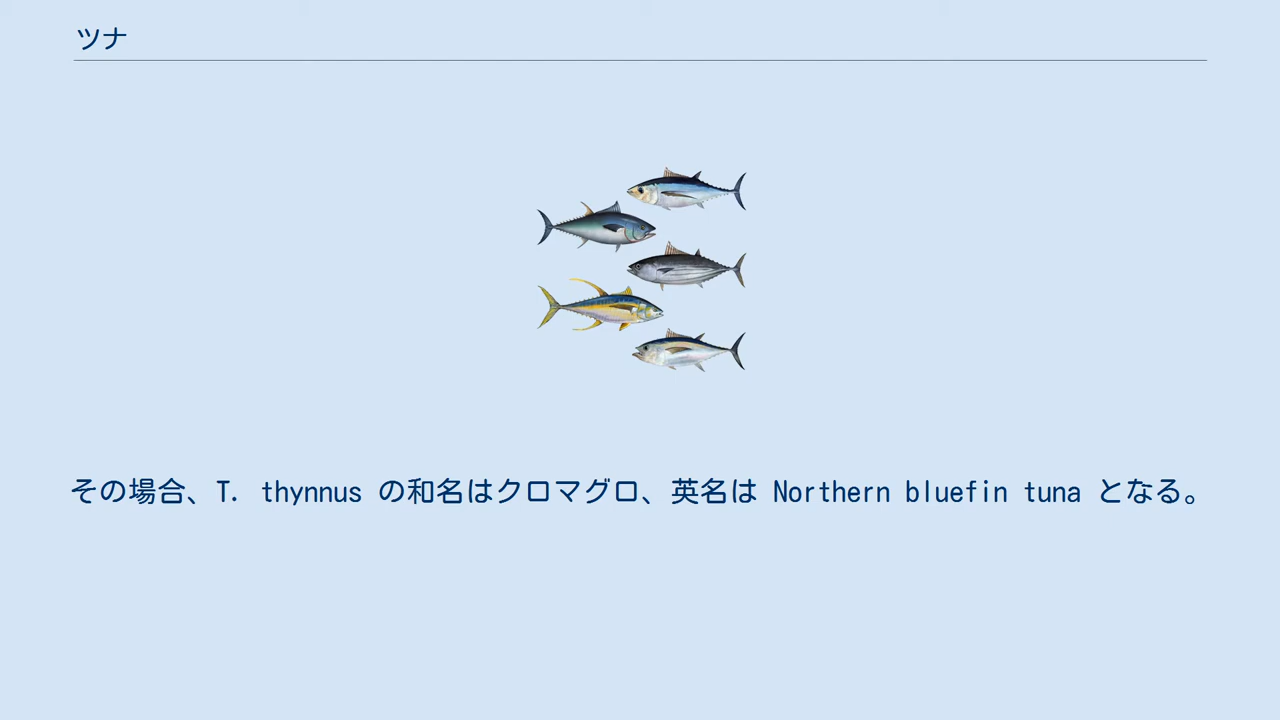 ツナ
その場合、T. thynnus の和名はクロマグロ、英名は Northern bluefin tuna となる。